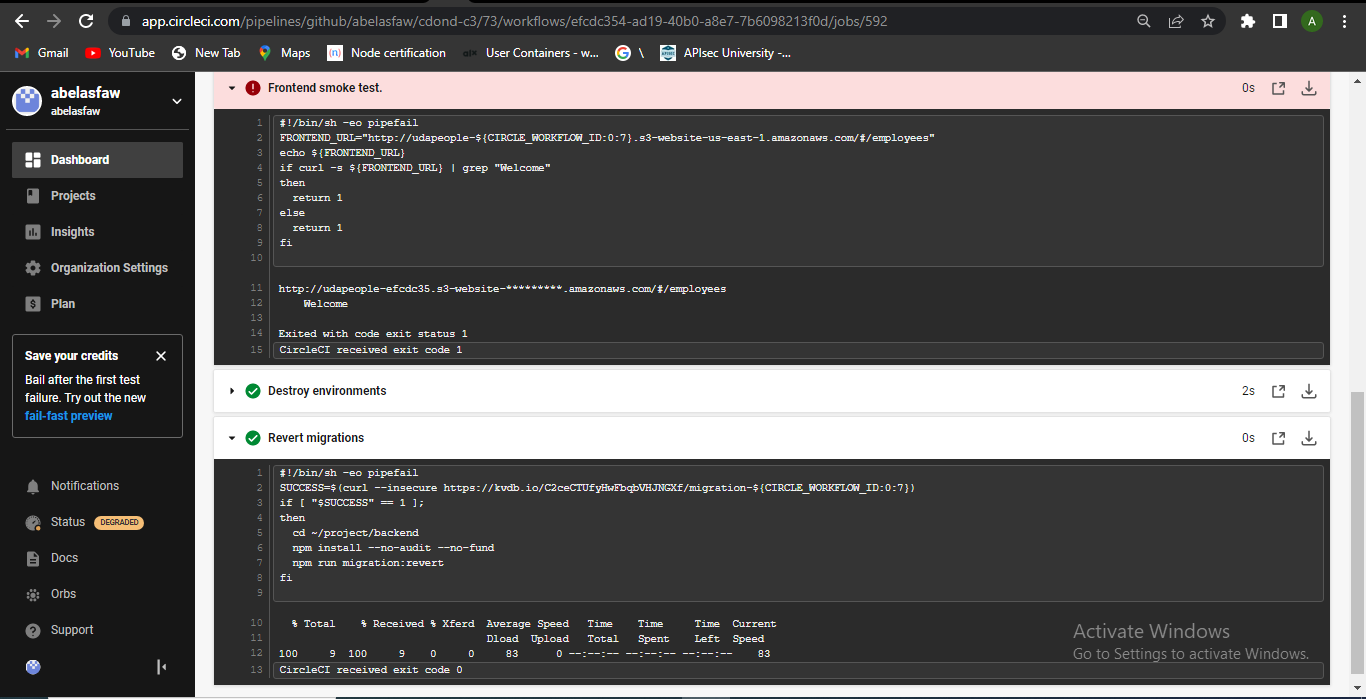 app.circleci.com/pipelines/github/abelasfaw/cdond-c3/73/workflows/efcdc354-ad19-40b0-a8e7-7b6098213f0d/jobs/592
A
Gmail YouTube New Tab Maps Node certification User Containers - w... \ APIsec University -...
abelasfaw
abelasfaw
Dashboard
Projects
Insights
Organization Settings
Plan
Save your credits
Bail after the first test
failure. Try out the new
fail-fast preview
Notifications
Status DEGRADED
Docs
Orbs
Support
Frontend smoke test. 0s
1 #!/bin/sh -eo pipefail
2 FRONTEND_URL="http://udapeople-${CIRCLE_WORKFLOW_ID:0:7}.s3-website-us-east-1.amazonaws.com/#/employees"
3 echo ${FRONTEND_URL}
4 if curl -s ${FRONTEND_URL} | grep "Welcome"
5 then
6 return 1
7 else
8 return 1
9 fi
10
11 http://udapeople-efcdc35.s3-website-*********.amazonaws.com/#/employees
12 Welcome
13
14 Exited with code exit status 1
15 CircleCI received exit code 1
Destroy environments 2s
Revert migrations 0s
1 #!/bin/sh -eo pipefail
2 SUCCESS=$(curl --insecure https://kvdb.io/C2ceCTUfyHwFbqbVHJNGXf/migration-${CIRCLE_WORKFLOW_ID:0:7})
3 if [ "$SUCCESS" == 1 ];
4 then
5 cd ~/project/backend
6 npm install --no-audit --no-fund
7 npm run migration:revert
8 fi
9
10 % Total % Received % Xferd Average Speed Time Time Time Current
11 Dload Upload Total Spent Left Speed
12 100 9 100 9 0 0 83 0 --:--:-- --:--:-- --:--:-- 83
13 CircleCI received exit code 0
Activate Windows
Go to Settings to activate Windows.